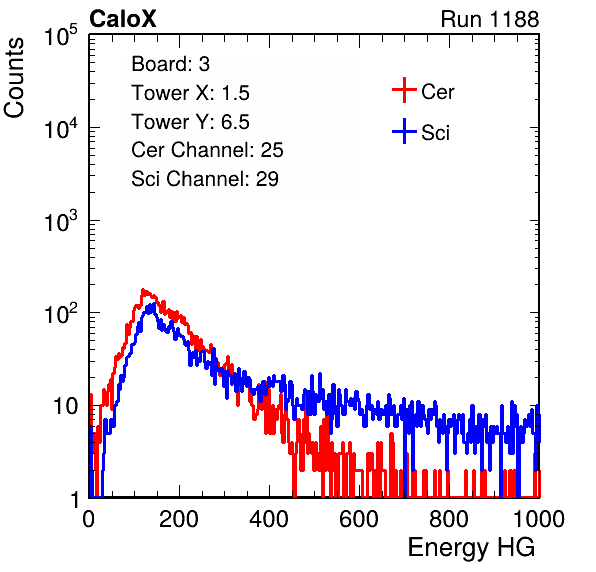 CaloX Run 1188
Counts
10^5
10^4
10^3
10^2
10
1
Board: 3
Tower X: 1.5
Tower Y: 6.5
Cer Channel: 25
Sci Channel: 29
Cer
Sci
0 200 400 600 800 1000
Energy HG